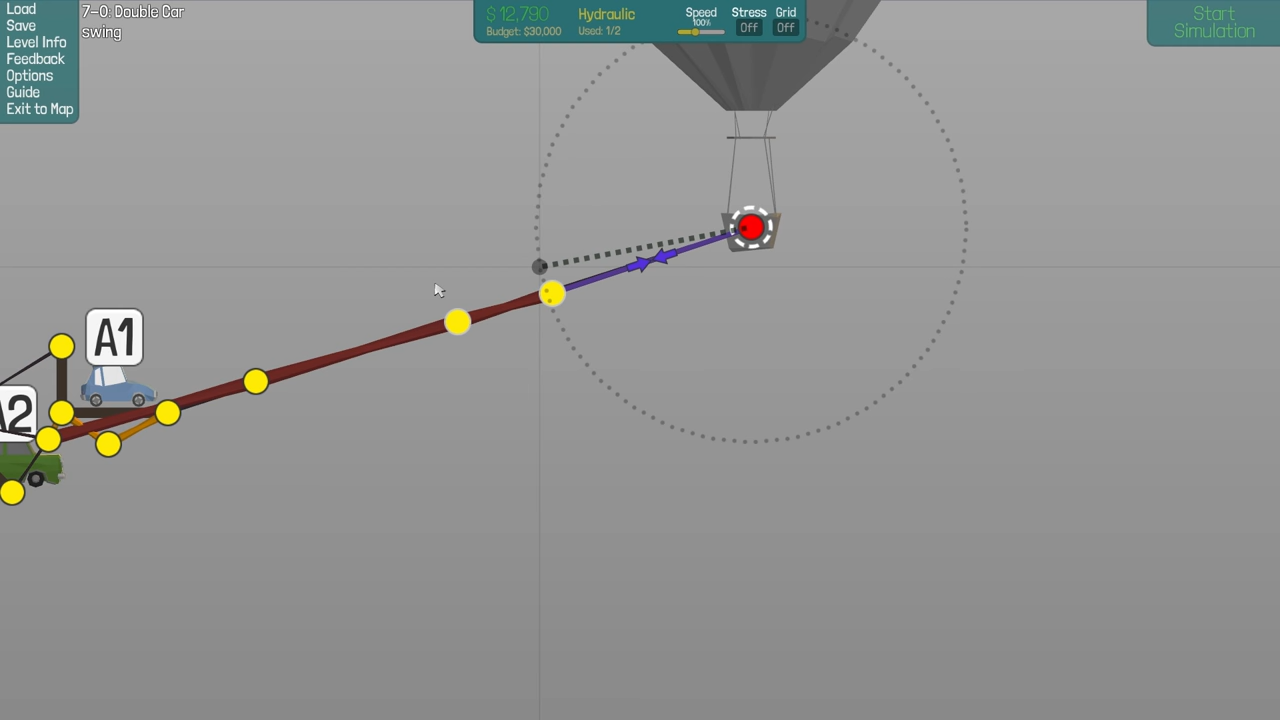 Load
Save
Level Info
Feedback
Options
Guide
Exit to Map
7-0: Double Car
swing
$ 12,790
Budget: $30,000
Hydraulic
Used: 1/2
Speed
100%
Stress
Off
Grid
Off
Start
Simulation
A1
A2